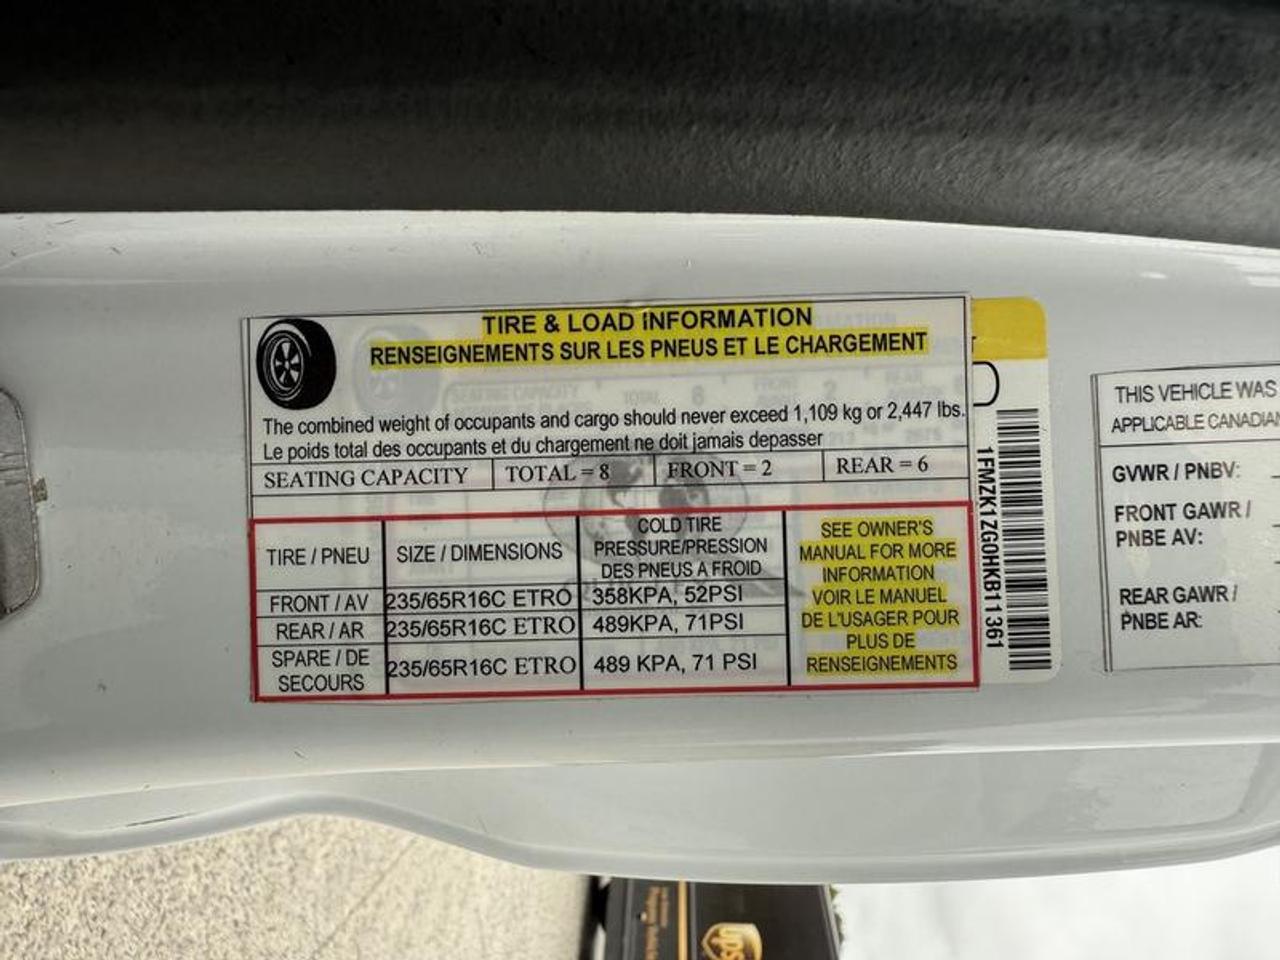 TIRE & LOAD INFORMATION
RENSEIGNEMENTS SUR LES PNEUS ET LE CHARGEMENT
The combined weight of occupants and cargo should never exceed 1,109 kg or 2,447 lbs.
Le poids total des occupants et du chargement ne doit jamais depasser
SEATING CAPACITY TOTAL = 8 FRONT = 2 REAR = 6
TIRE / PNEU SIZE / DIMENSIONS COLD TIRE PRESSURE/PRESSION DES PNEUS A FROID
FRONT / AV 235/65R16C ETRO 358KPA, 52PSI
REAR / AR 235/65R16C ETRO 489KPA, 71PSI
SPARE / DE SECOURS 235/65R16C ETRO 489 KPA, 71 PSI
SEE OWNER'S
MANUAL FOR MORE
INFORMATION
VOIR LE MANUEL
DE L'USAGER POUR
PLUS DE
RENSEIGNEMENTS
1FMZK1ZG0HKB11361
THIS VEHICLE WAS
APPLICABLE CANADIAN
GVWR / PNBV:
FRONT GAWR /
PNBE AV:
REAR GAWR /
PNBE AR:
ups